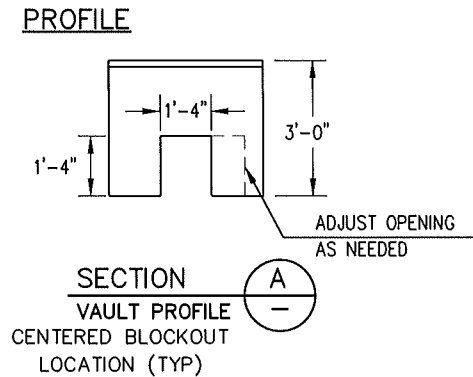 PROFILE
1'-4"
3'-0"
1'-4"
ADJUST OPENING
AS NEEDED
SECTION
A
VAULT PROFILE
–
CENTERED BLOCKOUT
LOCATION (TYP)